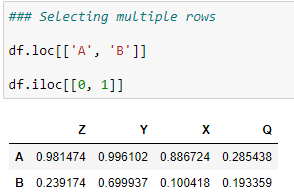 ### Selecting multiple rows
df.loc[['A', 'B']]
df.iloc[[0, 1]]
Z Y X Q
A 0.981474 0.996102 0.886724 0.285438
B 0.239174 0.699937 0.100418 0.193359